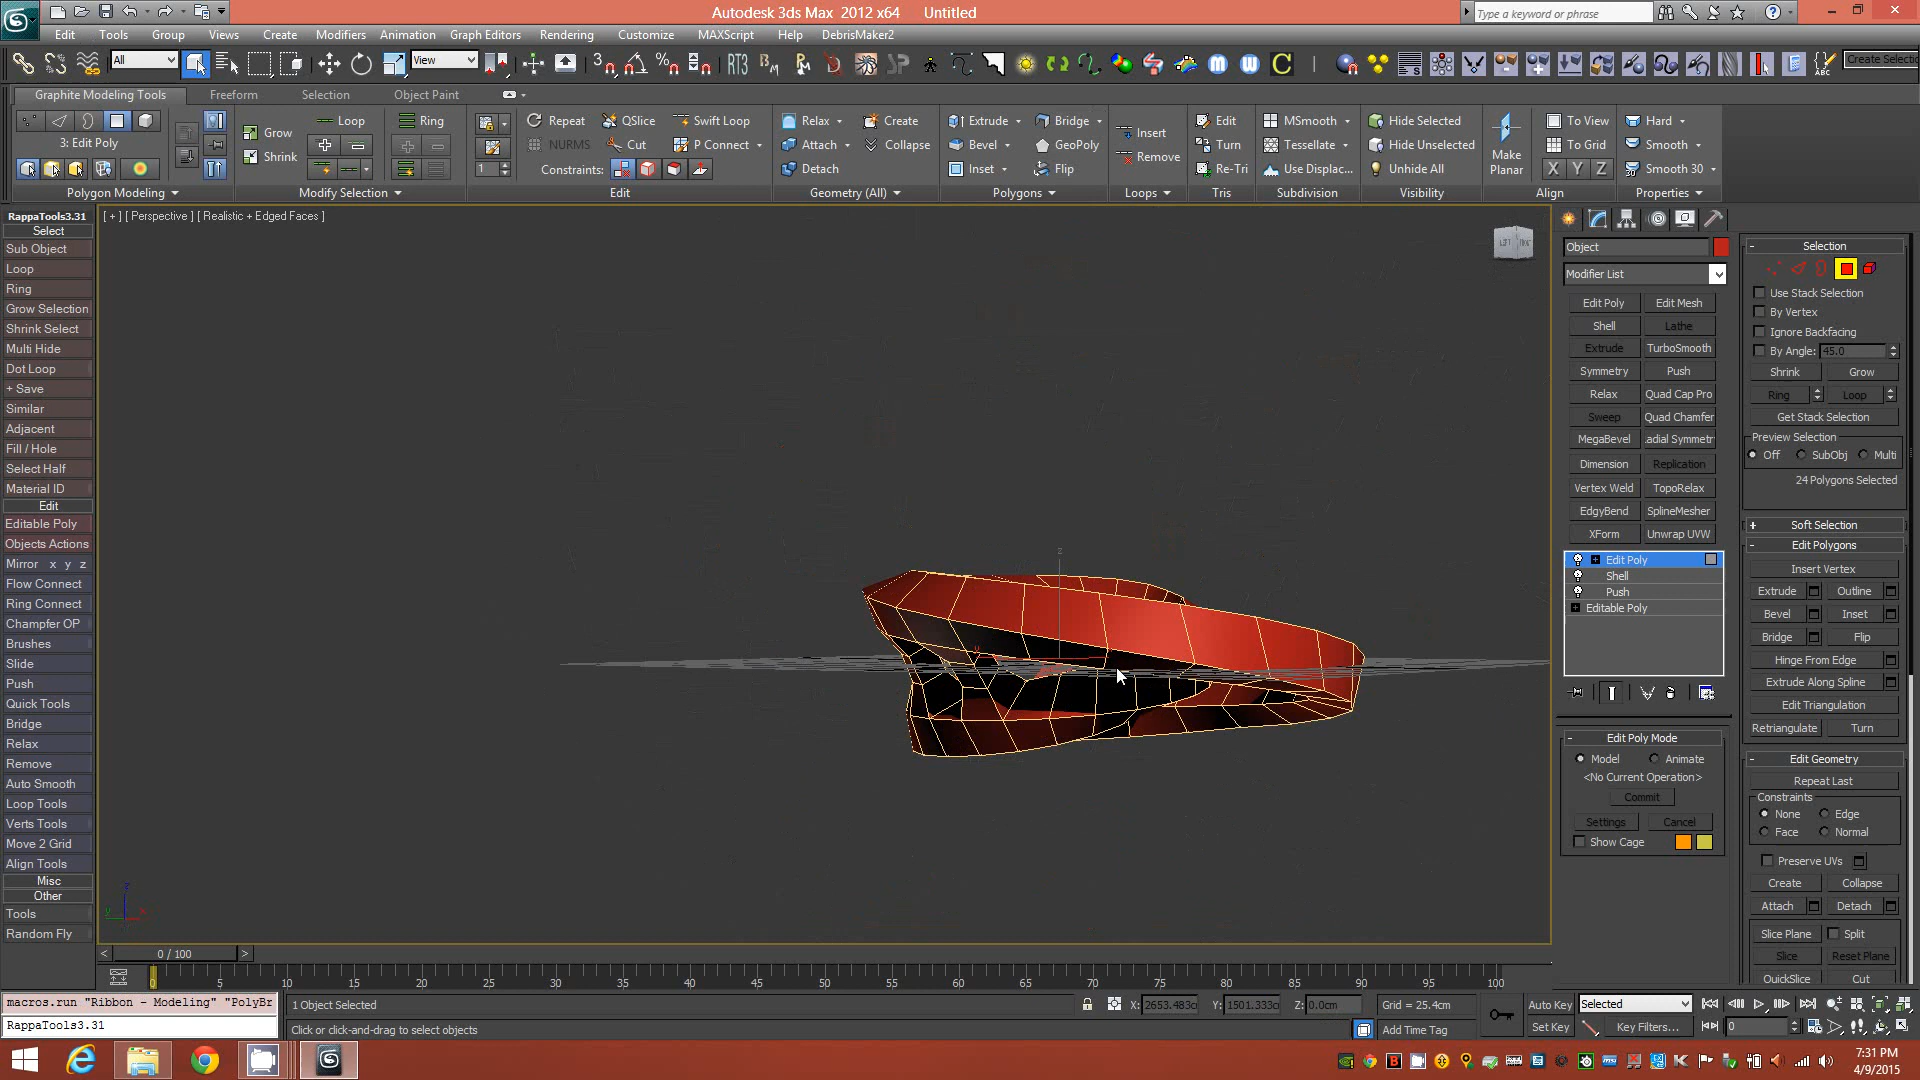 Autodesk 3ds Max 2012 x64 Untitled
Type a keyword or phrase
Edit Tools Group Views Create Modifiers Animation Graph Editors Rendering Customize MAXScript Help DebrisMaker2
All View Create Selectio
Graphite Modeling Tools Freeform Selection Object Paint
Loop Ring Repeat QSlice Swift Loop Relax Create Extrude Bridge Insert Edit MSmooth Hide Selected To View Hard
3: Edit Poly Grow NURMS Cut P Connect Attach Collapse Bevel GeoPoly Turn Tessellate Hide Unselected To Grid Smooth
Shrink 1 Constraints: Detach Inset Flip Remove Re-Tri Use Displac... Unhide All Make Planar X Y Z Smooth 30
Polygon Modeling Modify Selection Edit Geometry (All) Polygons Loops Tris Subdivision Visibility Align Properties
RappaTools3.31
Select
Sub Object
Loop
Ring
Grow Selection
Shrink Select
Multi Hide
Dot Loop
+ Save
Similar
Adjacent
Fill / Hole
Select Half
Material ID
Edit
Editable Poly
Objects Actions
Mirror x y z
Flow Connect
Ring Connect
Champfer OP
Brushes
Slide
Push
Quick Tools
Bridge
Relax
Remove
Auto Smooth
Loop Tools
Verts Tools
Move 2 Grid
Align Tools
Misc
Other
Tools
Random Fly
[ + ] [ Perspective ] [ Realistic + Edged Faces ]
Object
Modifier List
Edit Poly Edit Mesh
Shell Lathe
Extrude TurboSmooth
Symmetry Push
Relax Quad Cap Pro
Sweep Quad Chamfer
MegaBevel adial Symmetr
Dimension Replication
Vertex Weld TopoRelax
EdgyBend SplineMesher
XForm Unwrap UVW
Edit Poly
Shell
Push
Editable Poly
Edit Poly Mode
Model Animate
<No Current Operation>
Commit
Settings Cancel
Show Cage
Selection
Use Stack Selection
By Vertex
Ignore Backfacing
By Angle: 45.0
Shrink Grow
Ring Loop
Get Stack Selection
Preview Selection
Off SubObj Multi
24 Polygons Selected
Soft Selection
Edit Polygons
Insert Vertex
Extrude Outline
Bevel Inset
Bridge Flip
Hinge From Edge
Extrude Along Spline
Edit Triangulation
Retriangulate Turn
Edit Geometry
Repeat Last
Constraints
None Edge
Face Normal
Preserve UVs
Create Collapse
Attach Detach
Slice Plane Split
Slice Reset Plane
QuickSlice Cut
0 / 100
0 10 15 20 25 30 35 40 45 50 55 60 65 70 75 80 85 90 95 100
macros.run "Ribbon - Modeling" "PolyBr
RappaTools3.31
1 Object Selected X: 2653.483c Y: 1501.333c Z: 0.0cm Grid = 25.4cm Auto Key Selected
Click or click-and-drag to select objects Add Time Tag Set Key Key Filters... 0
7:31 PM
4/9/2015